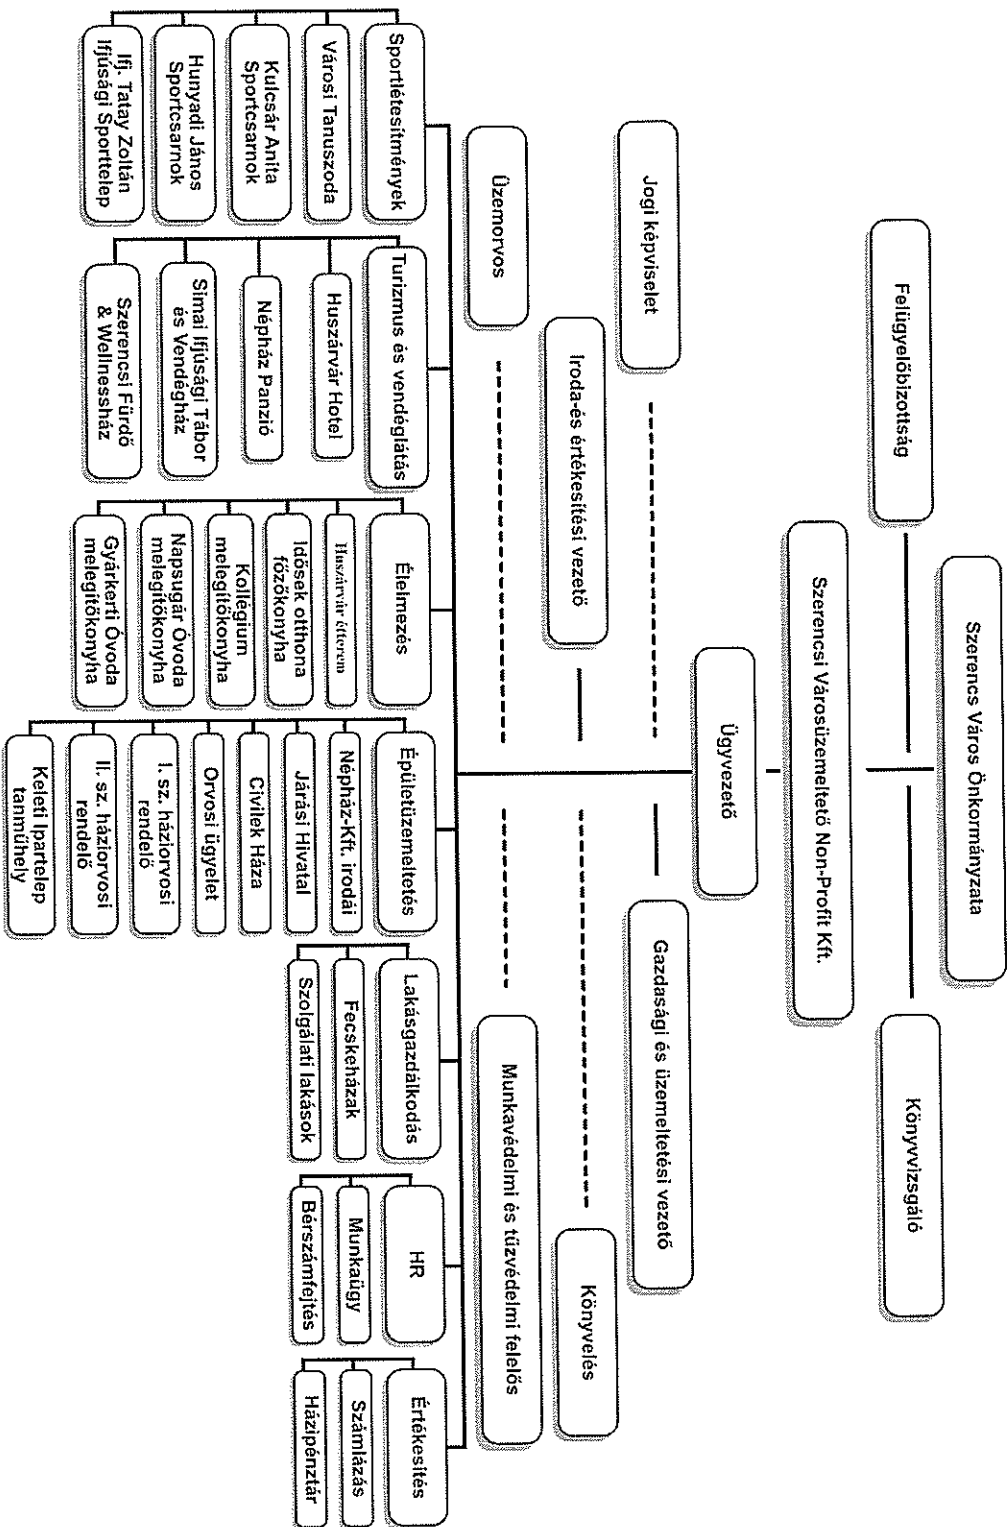 Szerencs Város Önkormányzata
Felügyelőbizottság
Könyvvizsgáló
Szerencsi Városüzemeltető Non-Profit Kft.
Ügyvezető
Jogi képviselet
Gazdasági és üzemeltetési vezető
Iroda-és értékesítési vezető
Könyvelés
Üzemorvos
Munkavédelmi és tűzvédelmi felelős
Sportlétesítmények
Városi Tanuszoda
Kulcsár Anita
Sportcsarnok
Hunyadi János
Sportcsarnok
Ifj. Tatay Zoltán
Ifjúsági Sporttelep
Turizmus és vendéglátás
Huszárvár Hotel
Népház Panzió
Simai Ifjúsági Tábor
és Vendégház
Szerencsi Fürdő
& Wellnessház
Élelmezés
Huszárvár étterem
Idősek otthona
főzőkonyha
Kollégium
melegítőkonyha
Napsugár Óvoda
melegítőkonyha
Gyárkerti Óvoda
melegítőkonyha
Épületüzemeltetés
Népház-Kft. irodái
Járási Hivatal
Civilek Háza
Orvosi ügyelet
I. sz. háziorvosi
rendelő
II. sz. háziorvosi
rendelő
Keleti Ipartelep
tanműhely
Lakásgazdálkodás
Fecskeházak
Szolgálati lakások
HR
Munkaügy
Bérszámfejtés
Értékesítés
Számlázás
Házipénztár